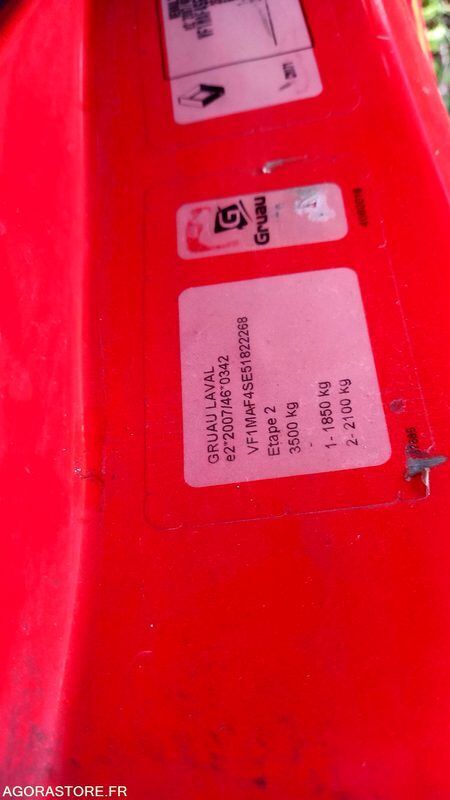 Gruau
GRUAU LAVAL
e2*2007/46*0342
VF1MAF4SE51822268
Etape 2
3500 kg
-
1- 1850 kg
2- 2100 kg
AGORASTORE.FR